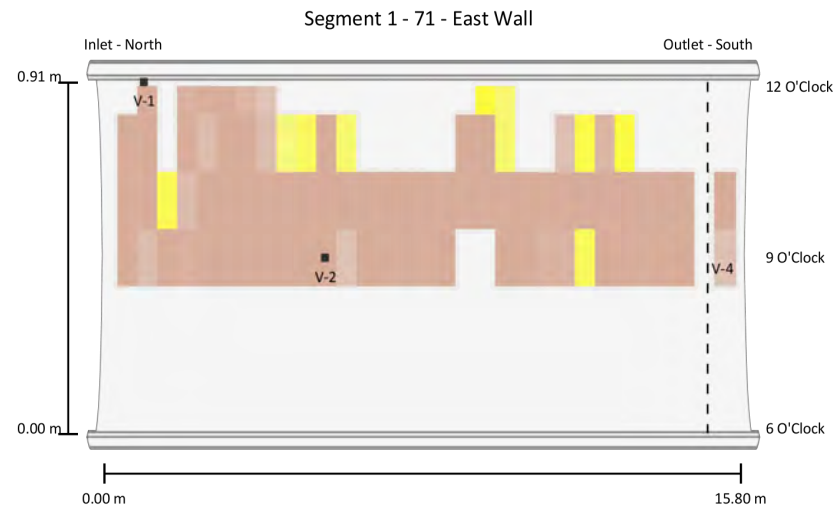 Segment 1 - 71 - East Wall
Inlet - North
Outlet - South
0.91 m
12 O'Clock
V-1
9 O'Clock
V-2
V-4
0.00 m
6 O'Clock
0.00 m
15.80 m